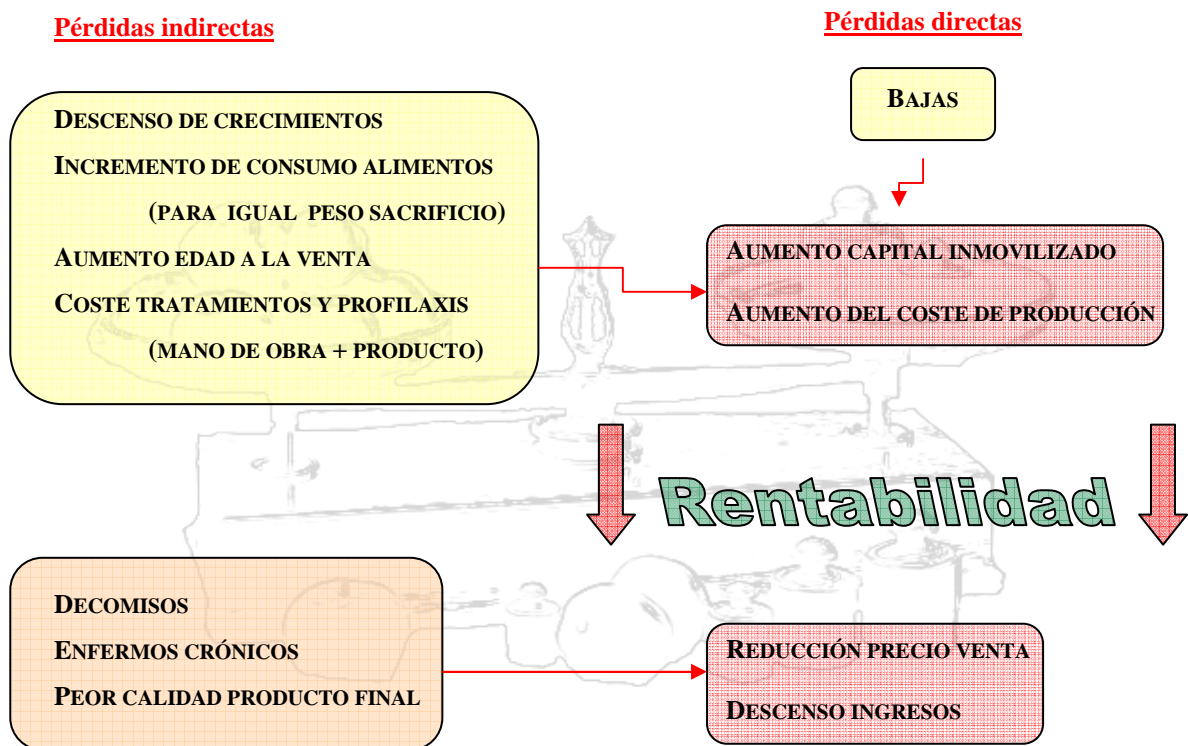 Pérdidas indirectas
Pérdidas directas
BAJAS
DESCENSO DE CRECIMIENTOS
INCREMENTO DE CONSUMO ALIMENTOS
(PARA IGUAL PESO SACRIFICIO)
AUMENTO EDAD A LA VENTA
COSTE TRATAMIENTOS Y PROFILAXIS
(MANO DE OBRA + PRODUCTO)
AUMENTO CAPITAL INMOVILIZADO
AUMENTO DEL COSTE DE PRODUCCIÓN
Rentabilidad
DECOMISOS
ENFERMOS CRÓNICOS
PEOR CALIDAD PRODUCTO FINAL
REDUCCIÓN PRECIO VENTA
DESCENSO INGRESOS